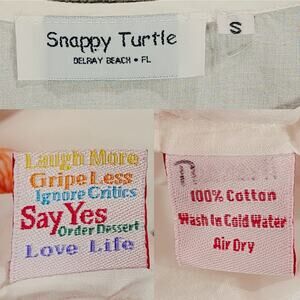 Snappy Turtle
DELRAY BEACH • FL
S
Laugh More
Gripe Less
Ignore Critics
Say Yes
Order Dessert
Love Life
100% Cotton
Wash In Cold Water
Air Dry